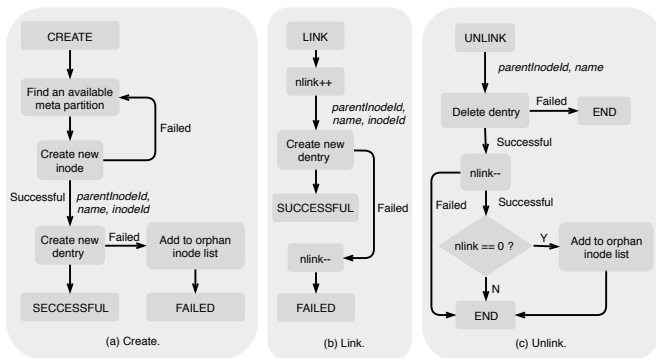 CREATE
Find an available
meta partition
Failed
Create new
inode
Successful
parentInodeId,
name, inodeId
Create new
dentry
Failed
Add to orphan
inode list
SECCESSFUL
FAILED
(a) Create.
LINK
nlink++
parentInodeId,
name, inodeId
Create new
dentry
SUCCESSFUL
Failed
nlink--
FAILED
(b) Link.
UNLINK
parentInodeId, name
Delete dentry
Failed
END
Successful
nlink--
Failed
Successful
nlink == 0 ?
Y
Add to orphan
inode list
N
END
(c) Unlink.